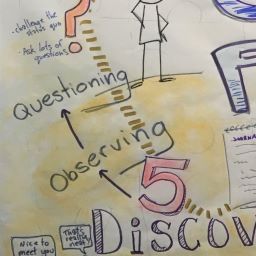 - challenge the
status quo
- Ask lots of
questions
?
Questioning
Observing
5
Discov
Nice to
meet you
That's
really
neat!